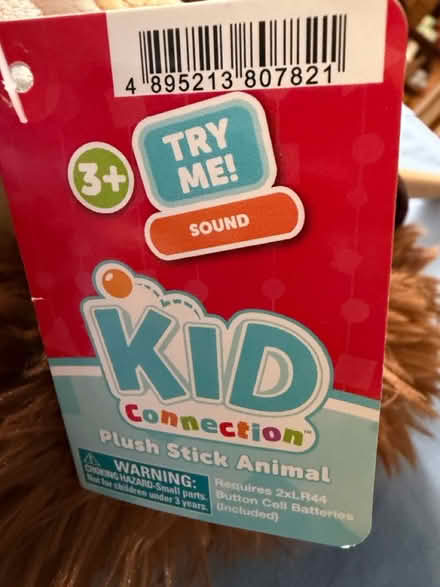 4 895213 807821
3+
TRY
ME!
SOUND
KID
Connection™
Plush Stick Animal
WARNING:
CHOKING HAZARD-Small parts.
Not for children under 3 years.
Requires 2xLR44
Button Cell Batteries
(Included)